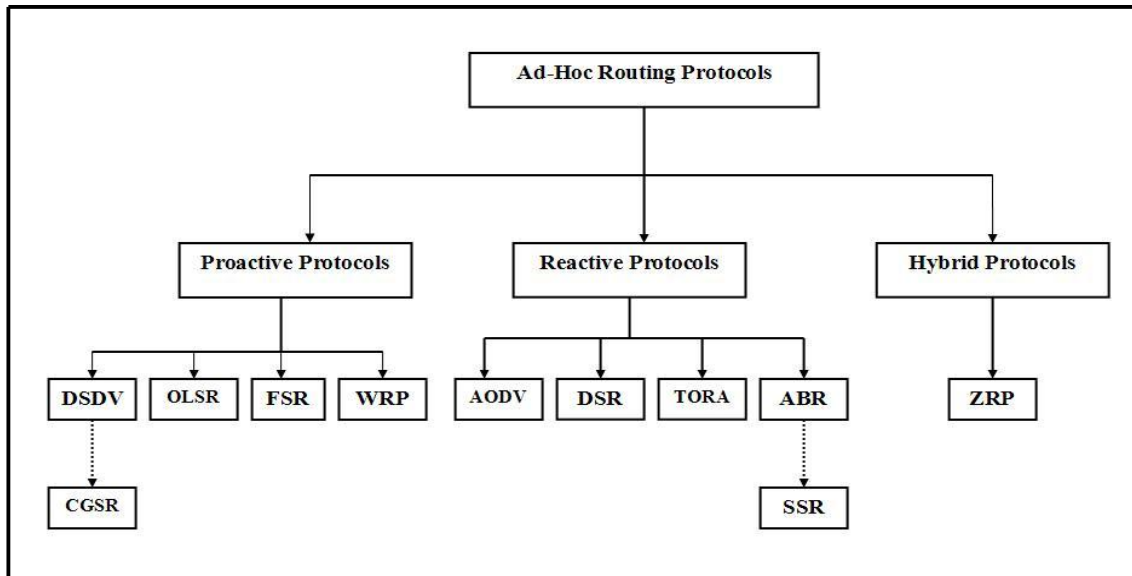 Ad-Hoc Routing Protocols
Proactive Protocols
Reactive Protocols
Hybrid Protocols
DSDV
OLSR
FSR
WRP
AODV
DSR
TORA
ABR
ZRP
CGSR
SSR